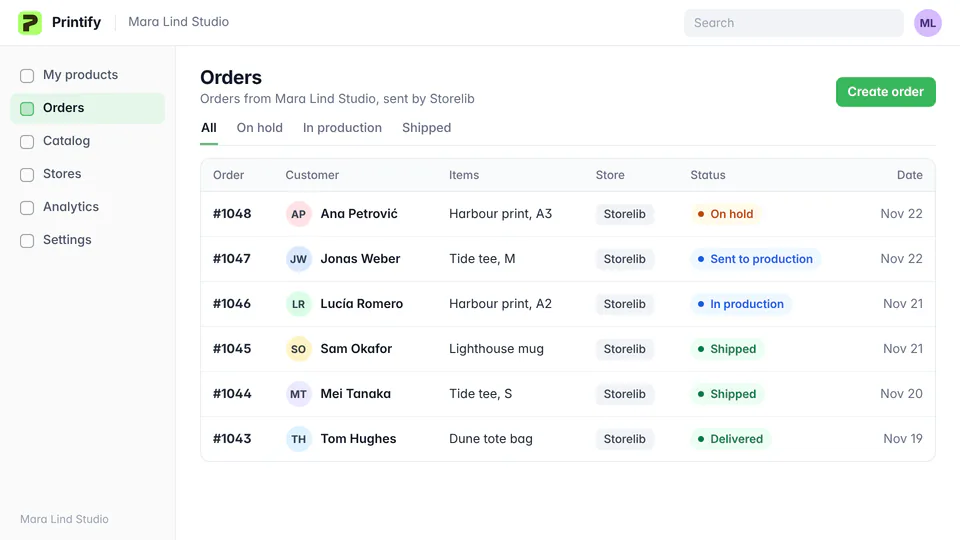 Printify Mara Lind Studio Search ML
My products
Orders
Catalog
Stores
Analytics
Settings
Mara Lind Studio
Orders
Orders from Mara Lind Studio, sent by Storelib
Create order
All On hold In production Shipped
Order Customer Items Store Status Date
#1048 AP Ana Petrović Harbour print, A3 Storelib On hold Nov 22
#1047 JW Jonas Weber Tide tee, M Storelib Sent to production Nov 22
#1046 LR Lucía Romero Harbour print, A2 Storelib In production Nov 21
#1045 SO Sam Okafor Lighthouse mug Storelib Shipped Nov 21
#1044 MT Mei Tanaka Tide tee, S Storelib Shipped Nov 20
#1043 TH Tom Hughes Dune tote bag Storelib Delivered Nov 19